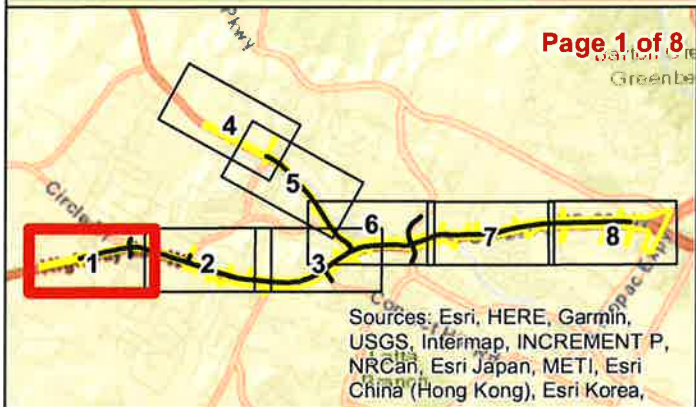 Page 1 of 8
Pkwy
Greenbe
4
5
6
7
8
1
2
3
Circle
Sources: Esri, HERE, Garmin,
USGS, Intermap, INCREMENT P,
NRCan, Esri Japan, METI, Esri
China (Hong Kong), Esri Korea,